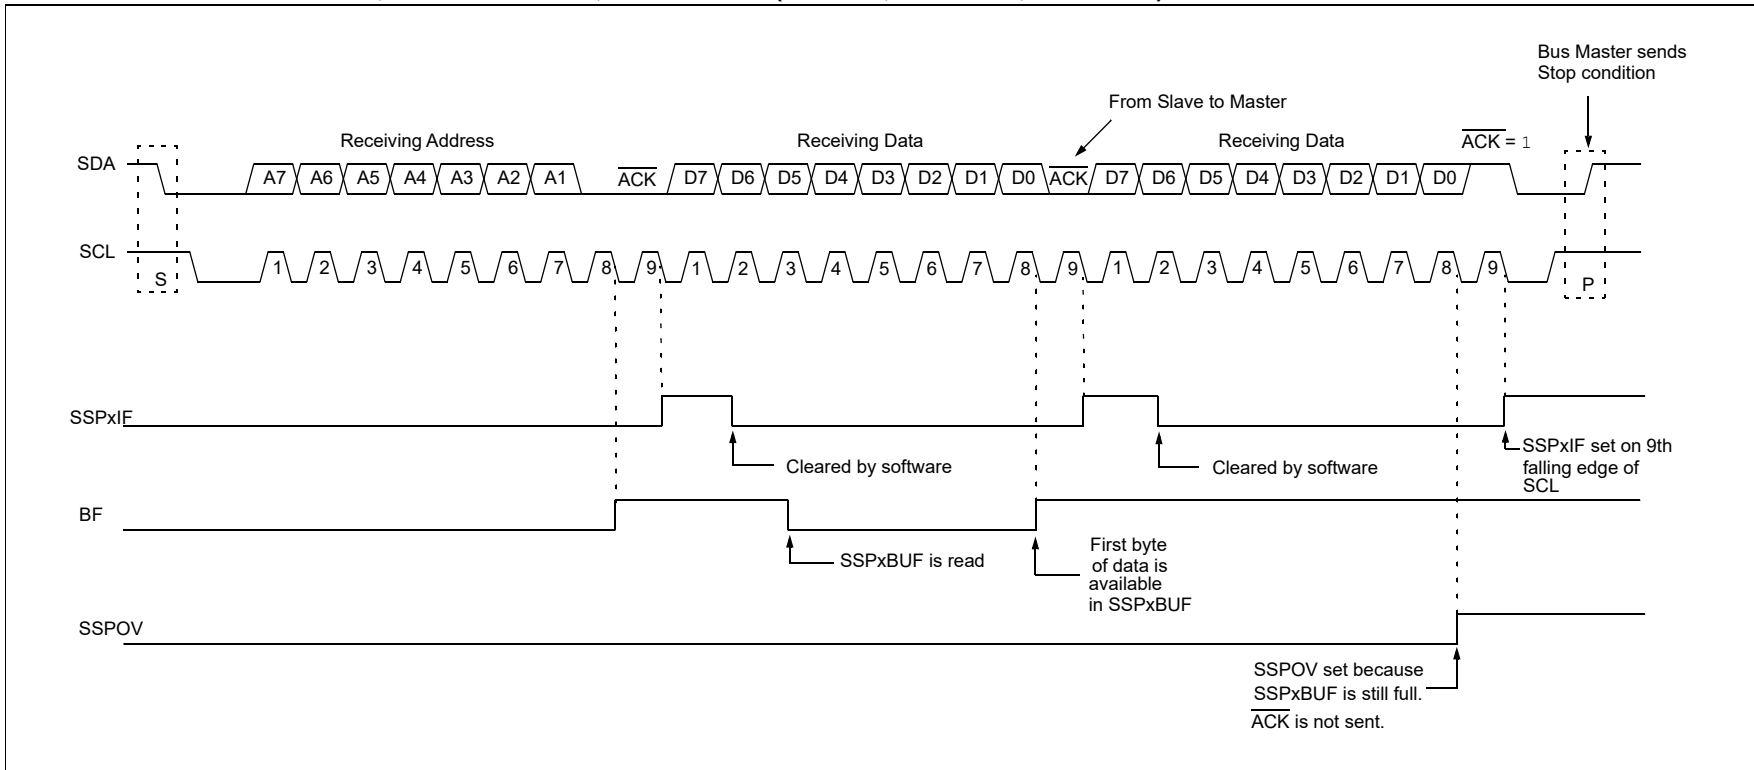 Bus Master sends
Stop condition
From Slave to Master
Receiving Address
Receiving Data
Receiving Data
ACK = 1
SDA
A7 A6 A5 A4 A3 A2 A1 ACK D7 D6 D5 D4 D3 D2 D1 D0 ACK D7 D6 D5 D4 D3 D2 D1 D0
SCL
S
1 2 3 4 5 6 7 8 9 1 2 3 4 5 6 7 8 9 1 2 3 4 5 6 7 8 9
P
SSPxIF
Cleared by software
Cleared by software
SSPxIF set on 9th
falling edge of
SCL
BF
SSPxBUF is read
First byte
of data is
available
in SSPxBUF
SSPOV
SSPOV set because
SSPxBUF is still full.
ACK is not sent.